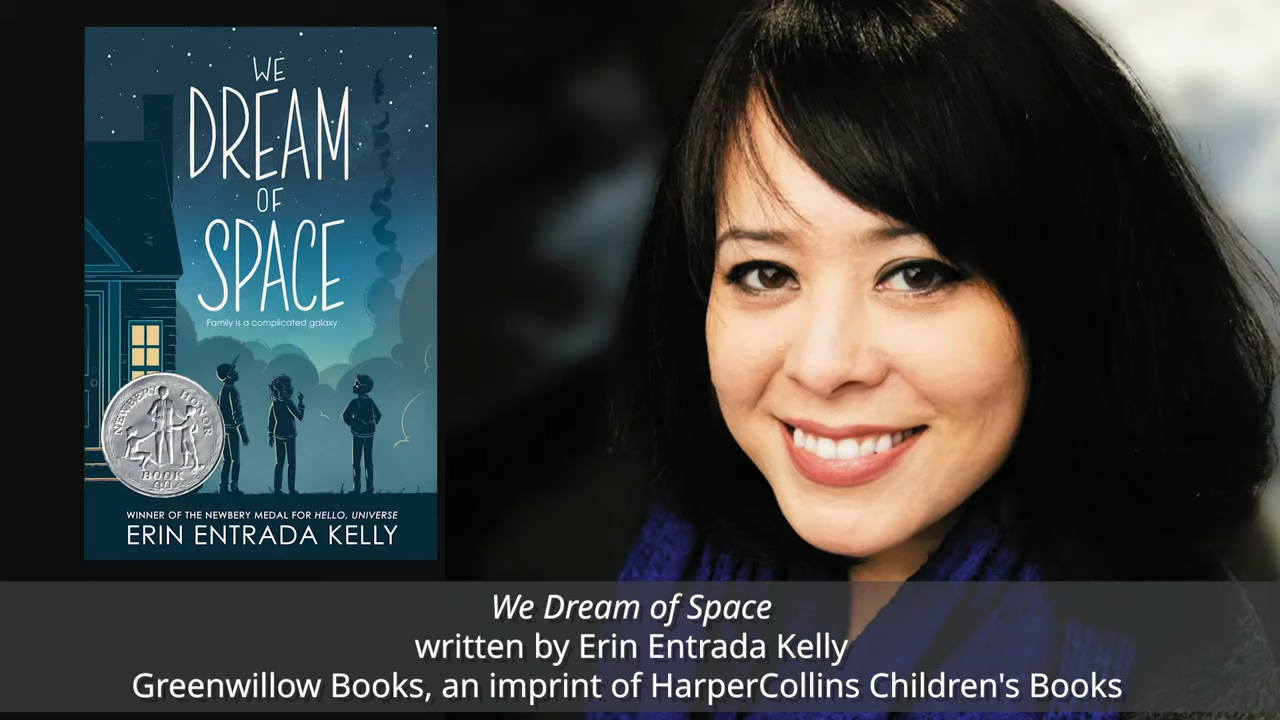 WE
DREAM
OF
SPACE
Family is a complicated galaxy
NEWBERY HONOR
BOOK
WINNER OF THE NEWBERY MEDAL FOR HELLO, UNIVERSE
ERIN ENTRADA KELLY
We Dream of Space
written by Erin Entrada Kelly
Greenwillow Books, an imprint of HarperCollins Children's Books